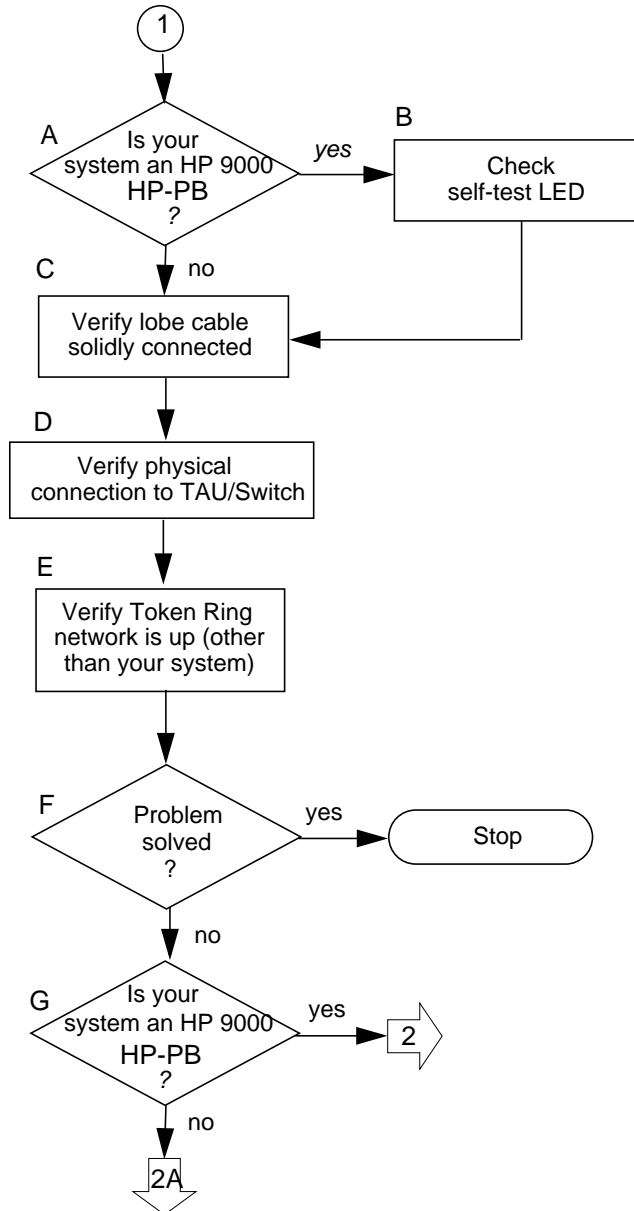 1
A
Is your
system an HP 9000
HP-PB
?
yes
B
Check
self-test LED
no
C
Verify lobe cable
solidly connected
D
Verify physical
connection to TAU/Switch
E
Verify Token Ring
network is up (other
than your system)
F
Problem
solved
?
yes
Stop
no
G
Is your
system an HP 9000
HP-PB
?
yes
2
no
2A